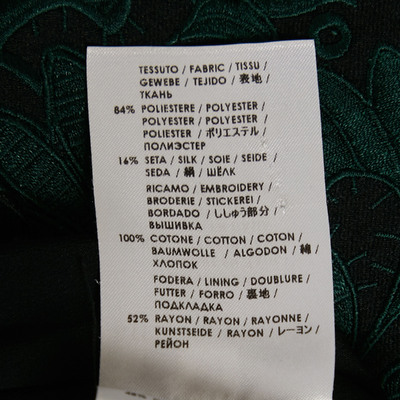 TESSUTO / FABRIC / TISSU /
GEWEBE / TEJIDO / 表地 /
ТКАНЬ
84% POLIESTERE / POLYESTER /
POLYESTER / POLYESTER /
POLIESTER / ポリエステル /
ПОЛИЭСТЕР
16% SETA / SILK / SOIE / SEIDE /
SEDA / 絹 / ШЁЛК
RICAMO / EMBROIDERY /
BRODERIE / STICKEREI /
BORDADO / ししゅう部分 /
ВЫШИВКА
100% COTONE / COTTON / COTON /
BAUMWOLLE / ALGODON / 綿 /
ХЛОПОК
FODERA / LINING / DOUBLURE /
FUTTER / FORRO / 裏地 /
ПОДКЛАДКА
52% RAYON / RAYON / RAYONNE /
KUNSTSEIDE / RAYON / レーヨン /
РЕЙОН